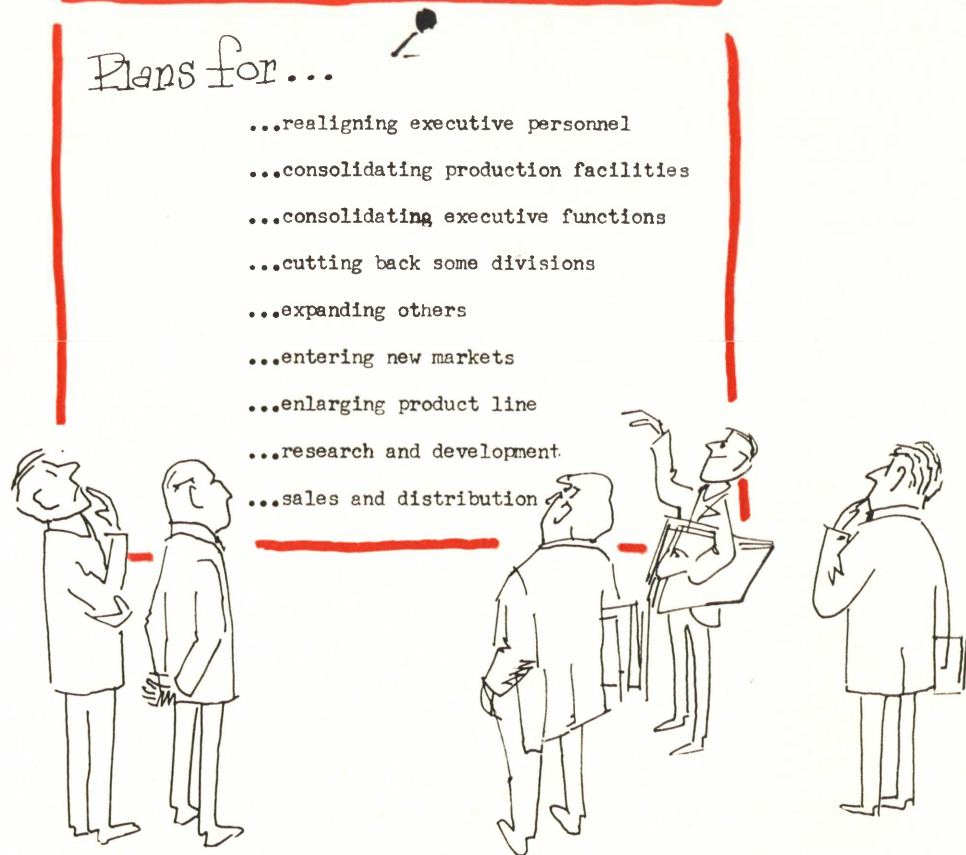 Plans for...
...realigning executive personnel
...consolidating production facilities
...consolidating executive functions
...cutting back some divisions
...expanding others
...entering new markets
...enlarging product line
...research and development
...sales and distribution